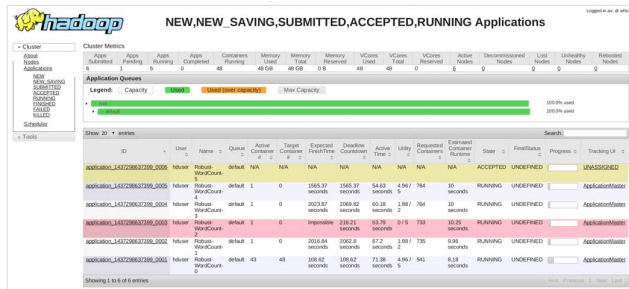 hadoop
NEW,NEW_SAVING,SUBMITTED,ACCEPTED,RUNNING Applications
Logged in as: dr.who
Cluster
About
Nodes
Applications
NEW
NEW_SAVING
SUBMITTED
ACCEPTED
RUNNING
FINISHED
FAILED
KILLED
Scheduler
Tools
Cluster Metrics
Apps Submitted Apps Pending Apps Running Apps Completed Containers Running Memory Used Memory Total Memory Reserved VCores Used VCores Total VCores Reserved Active Nodes Decommissioned Nodes Lost Nodes Unhealthy Nodes Rebooted Nodes
6 1 5 0 48 48 GB 48 GB 0 B 48 48 0 6 0 0 0 0
Application Queues
Legend: Capacity Used Used (over capacity) Max Capacity
root 100.0% used
default 100.0% used
Show 20 entries Search:
ID User Name Queue Active Container # Target Container # Expected FinishTime Deadline Countdown Active Time Utility Requested Containers Estimated Container Runtime State FinalStatus Progress Tracking UI
application_1437298637399_0006 hduser Robust-WordCount-5 default N/A N/A N/A N/A N/A N/A N/A N/A ACCEPTED UNDEFINED UNASSIGNED
application_1437298637399_0005 hduser Robust-WordCount-4 default 1 0 1565.37 seconds 1565.37 seconds 54.63 seconds 4.96 / 5 764 10 seconds RUNNING UNDEFINED ApplicationMaster
application_1437298637399_0004 hduser Robust-WordCount-3 default 1 0 2023.87 seconds 2069.82 seconds 60.18 seconds 1.98 / 2 764 10 seconds RUNNING UNDEFINED ApplicationMaster
application_1437298637399_0003 hduser Robust-WordCount-2 default 1 0 Impossible 216.21 seconds 63.79 seconds 0 / 5 733 10.25 seconds RUNNING UNDEFINED ApplicationMaster
application_1437298637399_0002 hduser Robust-WordCount-1 default 1 0 2016.84 seconds 2062.8 seconds 67.2 seconds 1.98 / 2 735 9.96 seconds RUNNING UNDEFINED ApplicationMaster
application_1437298637399_0001 hduser Robust-WordCount-0 default 43 48 108.62 seconds 108.62 seconds 71.38 seconds 4.96 / 5 541 8.18 seconds RUNNING UNDEFINED ApplicationMaster
Showing 1 to 6 of 6 entries First Previous 1 Next Last